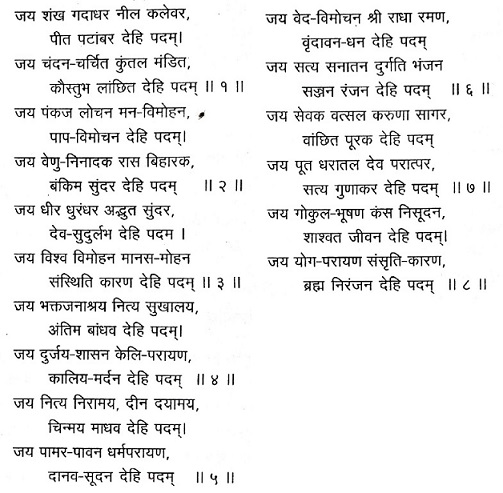 जय शंख गदाधर नील कलेवर,
पीत पटांबर देहि पदम्।
जय चंदन-चर्चित कुंतल मंडित,
कौस्तुभ लांछित देहि पदम् ॥ १ ॥
जय पंकज लोचन मन-विमोहन,
पाप-विमोचन देहि पदम्।
जय वेणु-निनादक रास बिहारक,
बंकिम सुंदर देहि पदम् ॥ २ ॥
जय धीर धुरंधर अद्भुत सुंदर,
देव-सुदुर्लभ देहि पदम ।
जय विश्व विमोहन मानस-मोहन
संस्थिति कारण देहि पदम् ॥ ३ ॥
जय भक्तजनाश्रय नित्य सुखालय,
अंतिम बांधव देहि पदम्।
जय दुर्जय-शासन केलि-परायण,
कालिय-मर्दन देहि पदम् ॥ ४ ॥
जय नित्य निरामय, दीन दयामय,
चिन्मय माधव देहि पदम्।
जय पामर-पावन धर्मपरायण,
दानव-सूदन देहि पदम् ॥ ५ ॥
जय वेद-विमोचन श्री राधा रमण,
वृंदावन-धन देहि पदम्
जय सत्य सनातन दुर्गति भंजन
सज्जन रंजन देहि पदम् ॥ ६ ॥
जय सेवक वत्सल करुणा सागर,
वांछित पूरक देहि पदम्
जय पूत धरातल देव परात्पर,
सत्य गुणाकर देहि पदम् ॥ ७ ॥
जय गोकुल-भूषण कंस निसूदन,
शाश्वत जीवन देहि पदम्।
जय योग-परायण संसृति-कारण,
ब्रह्म निरंजन देहि पदम् ॥ ८ ॥